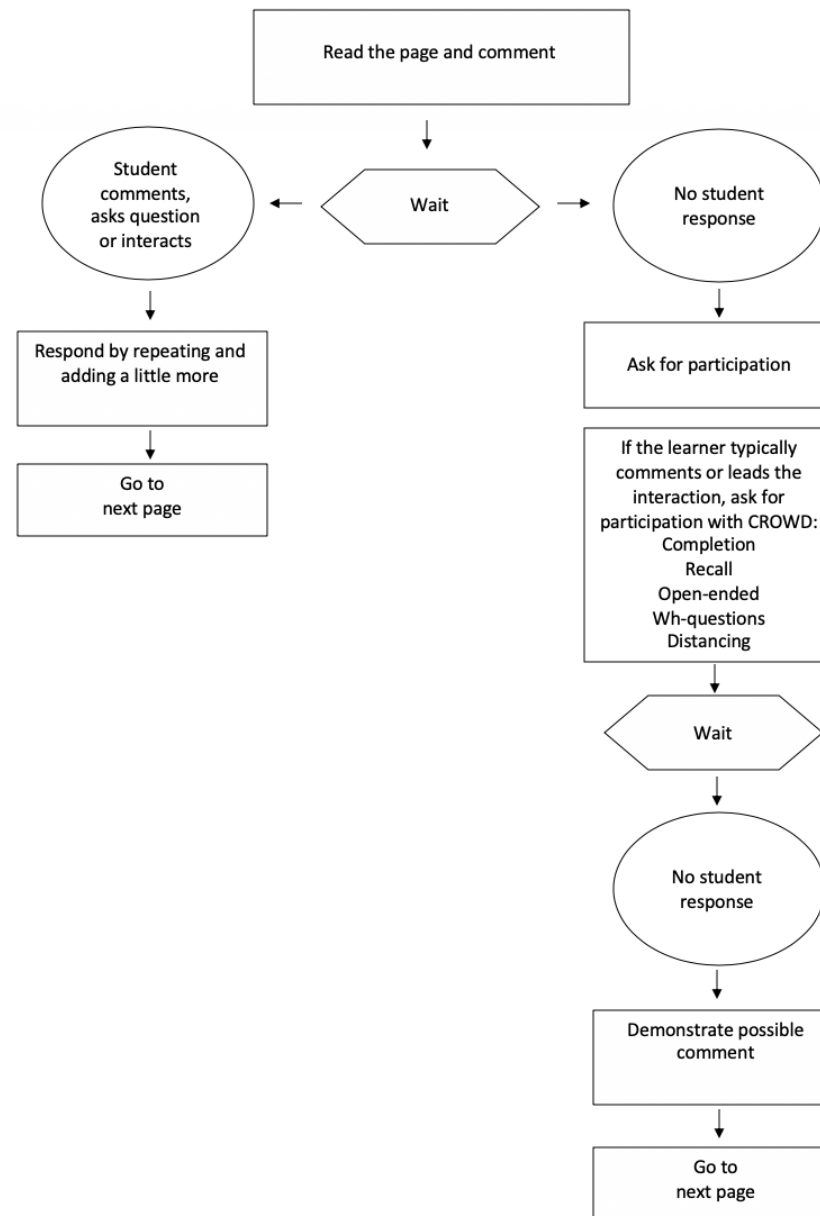 Read the page and comment
Student
comments,
asks question
or interacts
Wait
No student
response
Respond by repeating and
adding a little more
Ask for participation
Go to
next page
If the learner typically
comments or leads the
interaction, ask for
participation with CROWD:
Completion
Recall
Open-ended
Wh-questions
Distancing
Wait
No student
response
Demonstrate possible
comment
Go to
next page